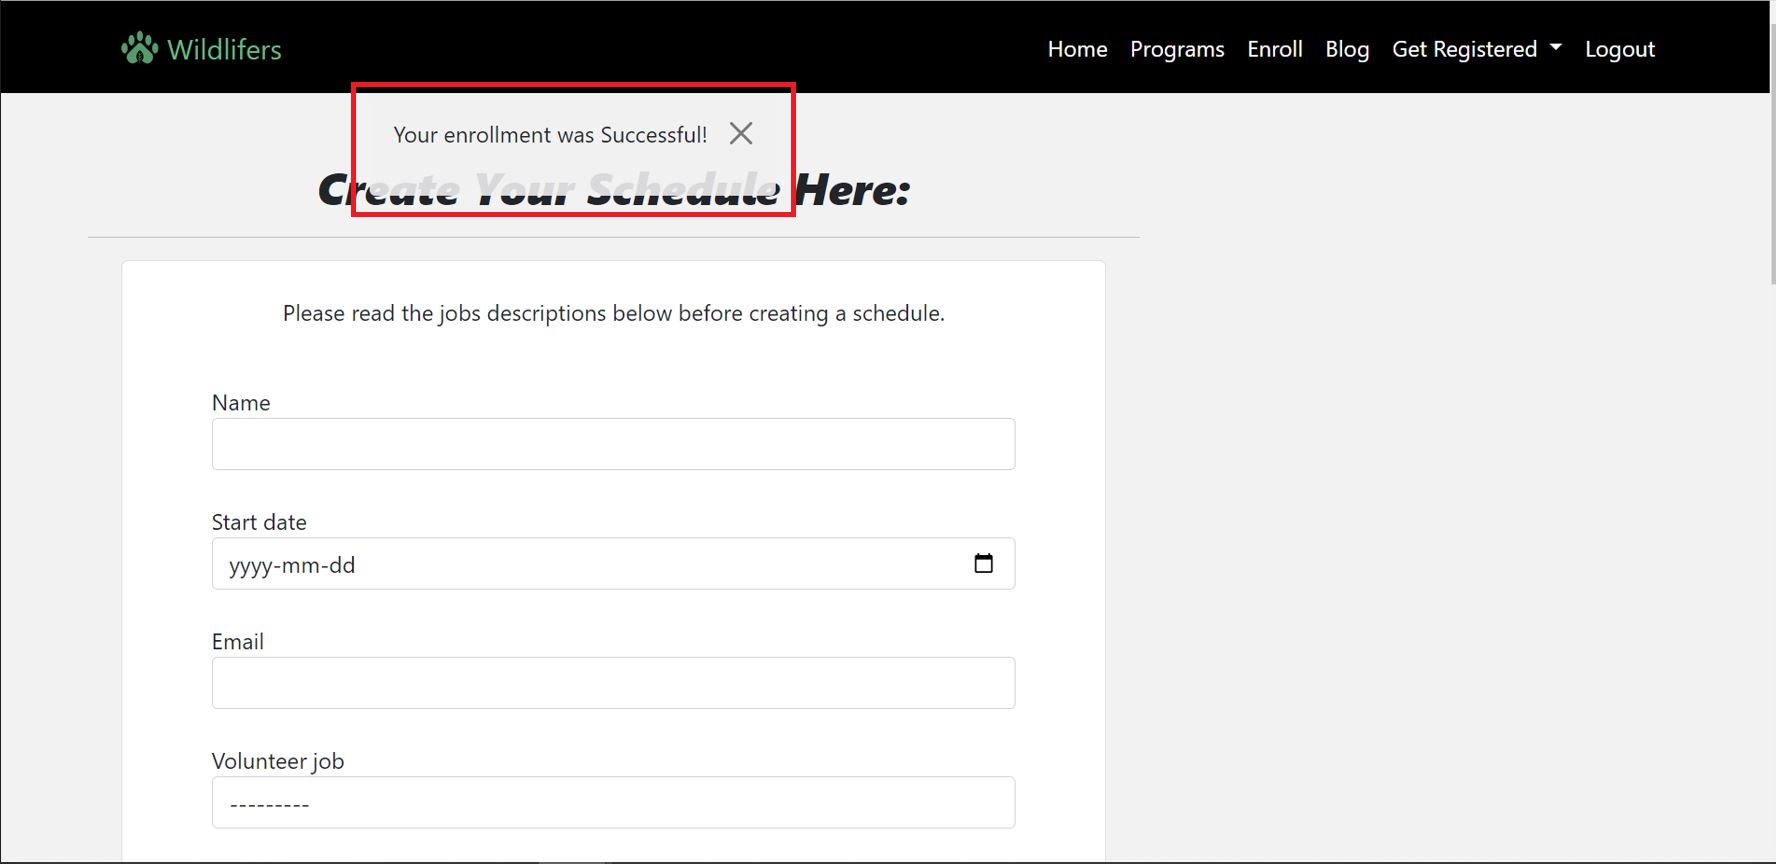 Wildlifers
Home Programs Enroll Blog Get Registered Logout
Your enrollment was Successful!
Create Your Schedule Here:
Please read the jobs descriptions below before creating a schedule.
Name
Start date
yyyy-mm-dd
Email
Volunteer job
---------